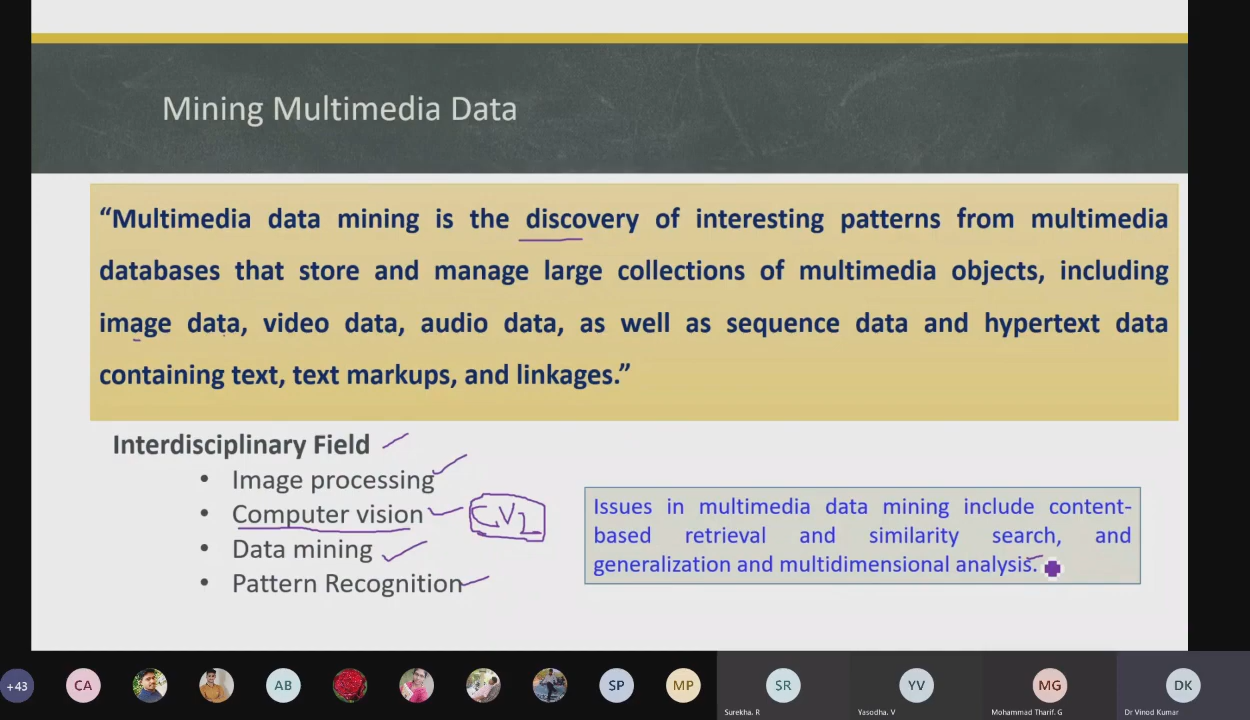 Mining Multimedia Data
“Multimedia data mining is the discovery of interesting patterns from multimedia
databases that store and manage large collections of multimedia objects, including
image data, video data, audio data, as well as sequence data and hypertext data
containing text, text markups, and linkages.”
Interdisciplinary Field
• Image processing
• Computer vision
CV2
• Data mining
• Pattern Recognition
Issues in multimedia data mining include content-
based retrieval and similarity search, and
generalization and multidimensional analysis.
+43
CA
AB
SP
MP
SR
YV
MG
DK
Surekha. R
Yasodha. V
Mohammad Tharif. G
Dr Vinod Kumar